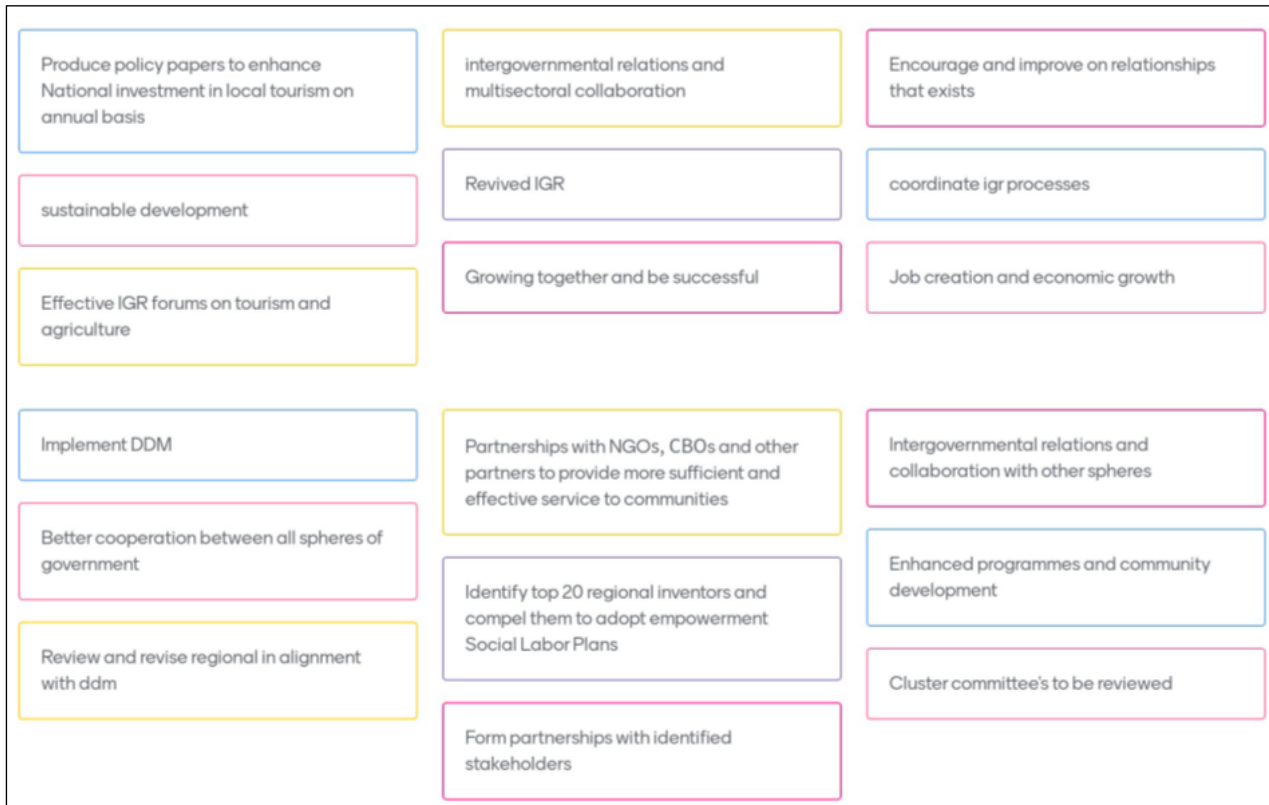 Produce policy papers to enhance
National investment in local tourism on
annual basis
sustainable development
Effective IGR forums on tourism and
agriculture
intergovernmental relations and
multisectoral collaboration
Revived IGR
Growing together and be successful
Encourage and improve on relationships
that exists
coordinate igr processes
Job creation and economic growth
Implement DDM
Better cooperation between all spheres of
government
Review and revise regional in alignment
with ddm
Partnerships with NGOs, CBOs and other
partners to provide more sufficient and
effective service to communities
Identify top 20 regional inventors and
compel them to adopt empowerment
Social Labor Plans
Form partnerships with identified
stakeholders
Intergovernmental relations and
collaboration with other spheres
Enhanced programmes and community
development
Cluster committee's to be reviewed